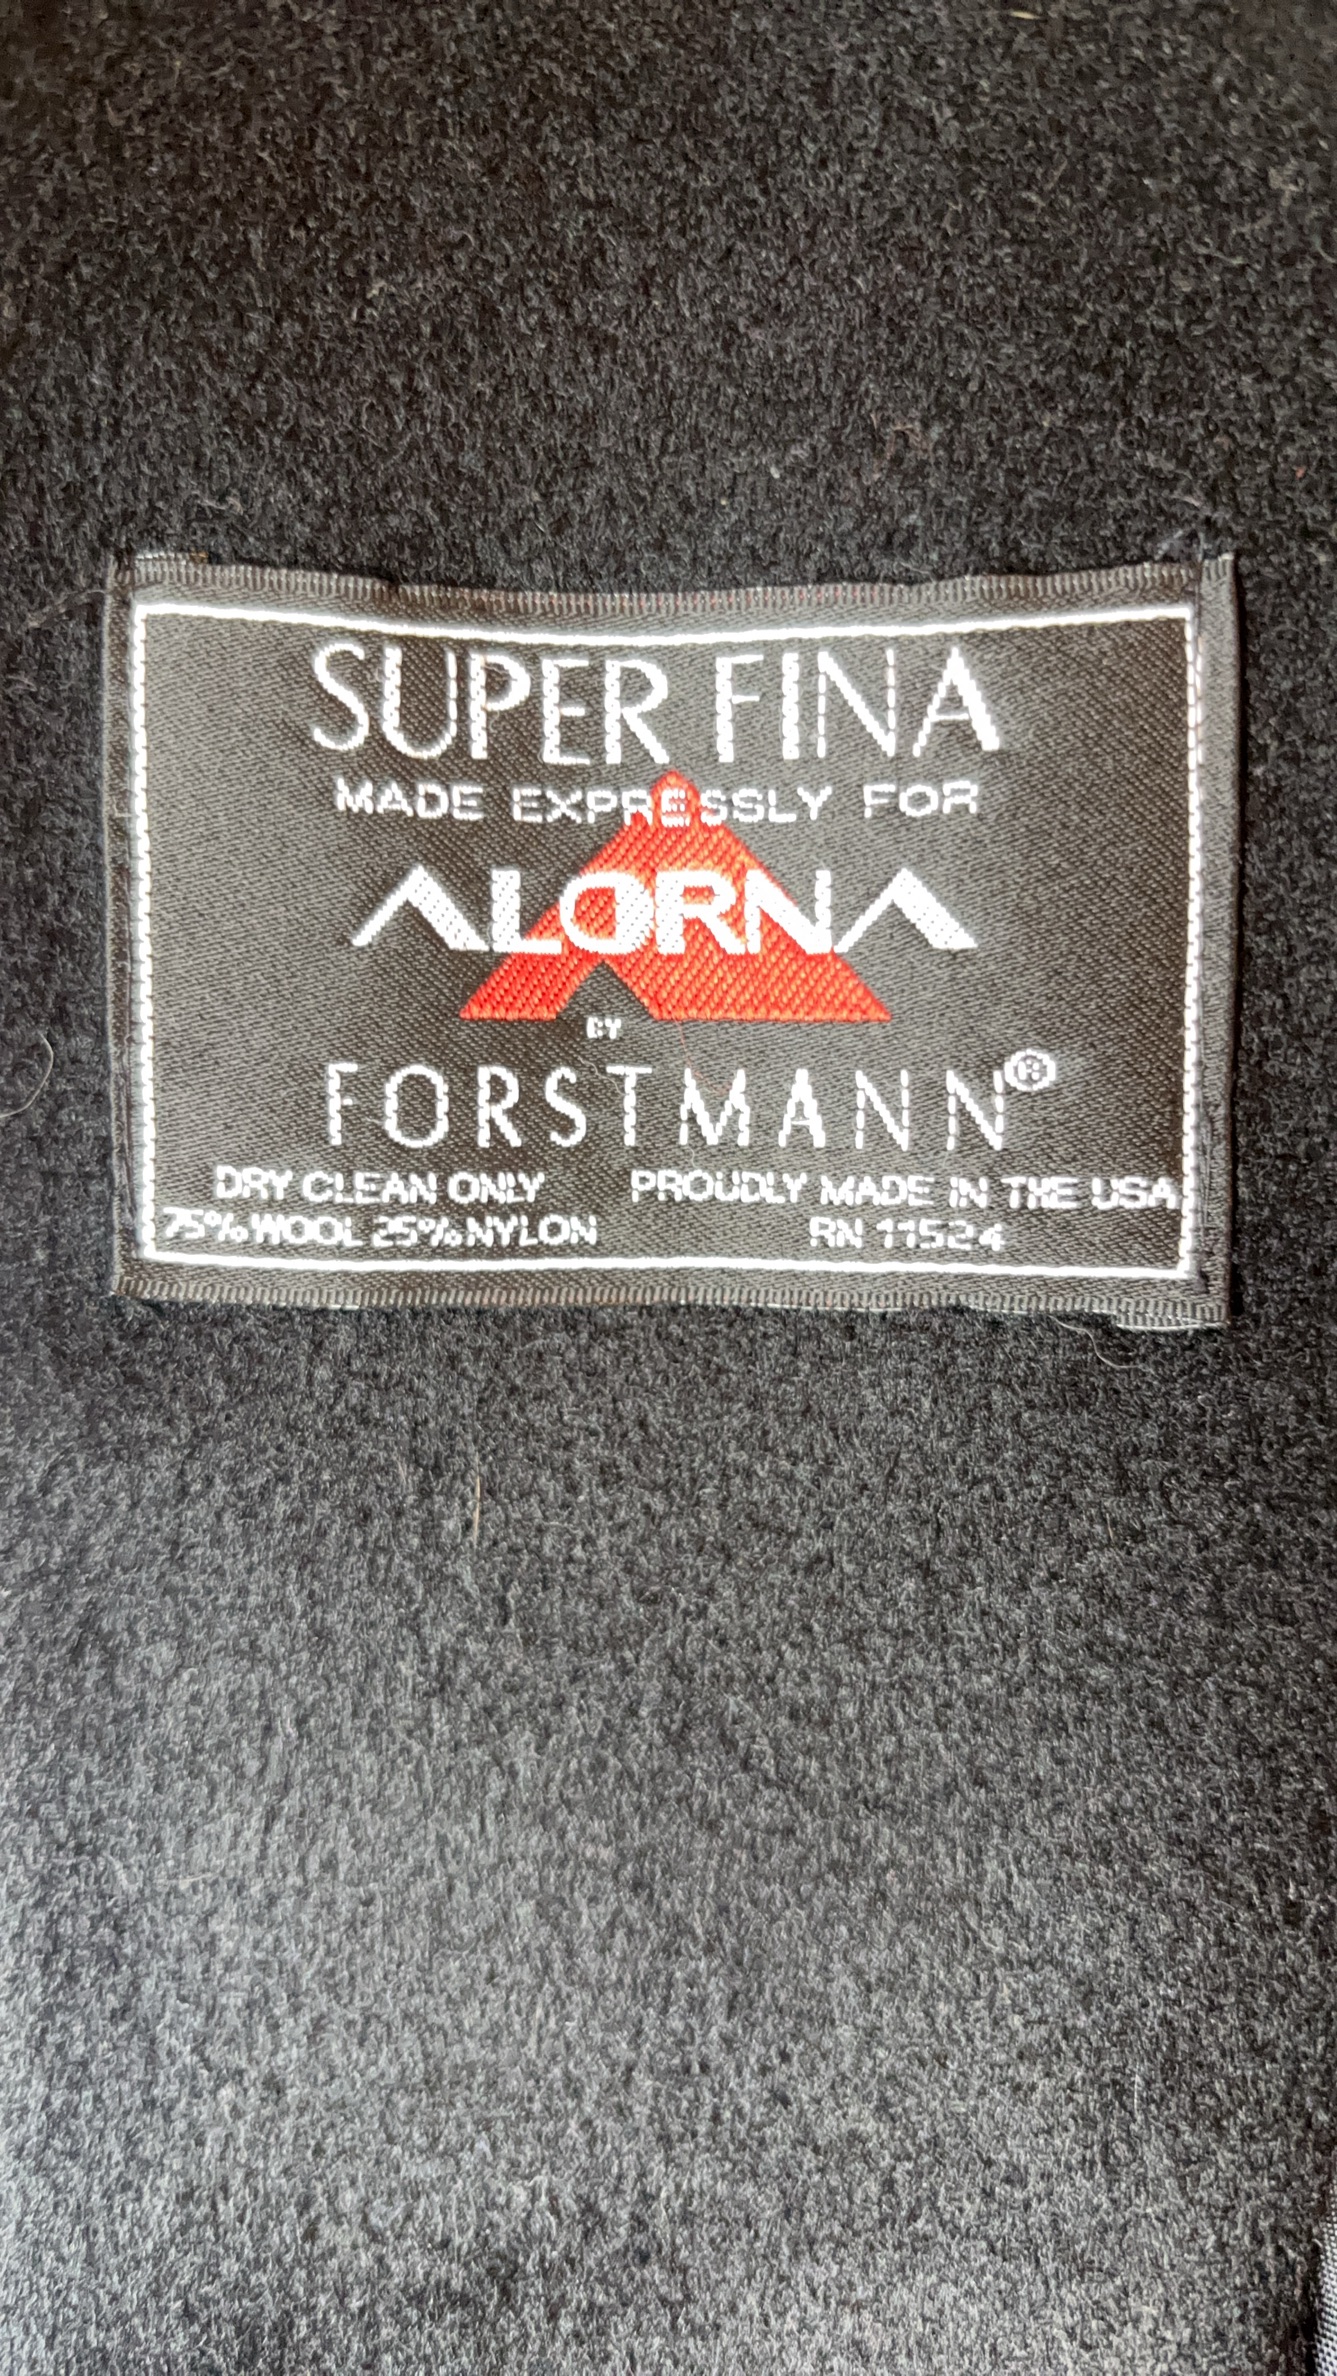 SUPER FINA
MADE EXPRESSLY FOR
ALORNA
BY
FORSTMANN®
DRY CLEAN ONLY PROUDLY MADE IN THE USA
75% WOOL 25% NYLON RN 11524